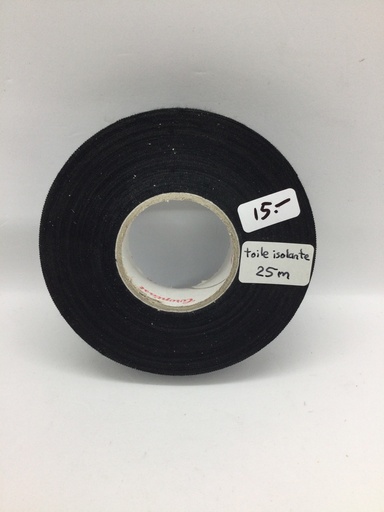 15.-
toile isolante
25m